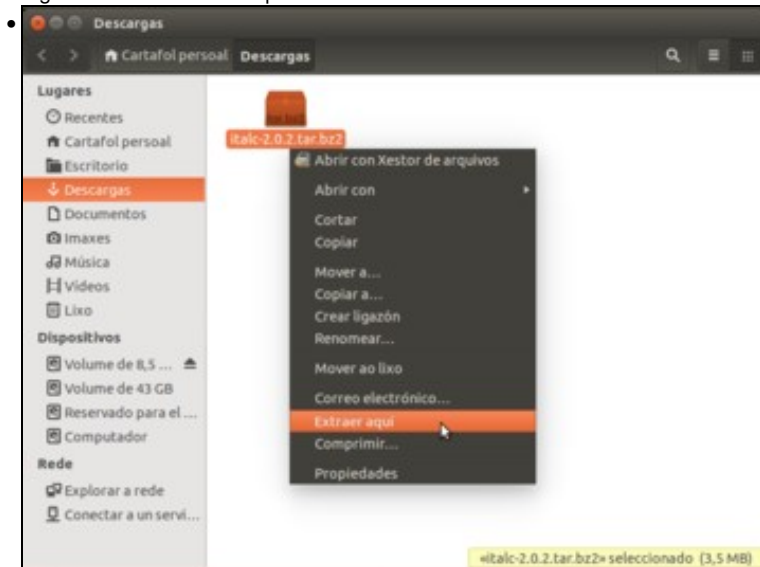 Descargas
Cartafol persoal Descargas
Lugares
Recentes
Cartafol persoal
Escritorio
Descargas
Documentos
Imaxes
Música
Vídeos
Lixo
Dispositivos
Volume de 8,5 ...
Volume de 43 GB
Reservado para el ...
Computador
Rede
Explorar a rede
Conectar a un servi...
italc-2.0.2.tar.bz2
Abrir con Xestor de arquivos
Abrir con
Cortar
Copiar
Mover a...
Copiar a...
Crear ligazón
Renomear...
Mover ao lixo
Correo electrónico...
Extraer aquí
Comprimir...
Propiedades
«italc-2.0.2.tar.bz2» seleccionado (3,5 MB)